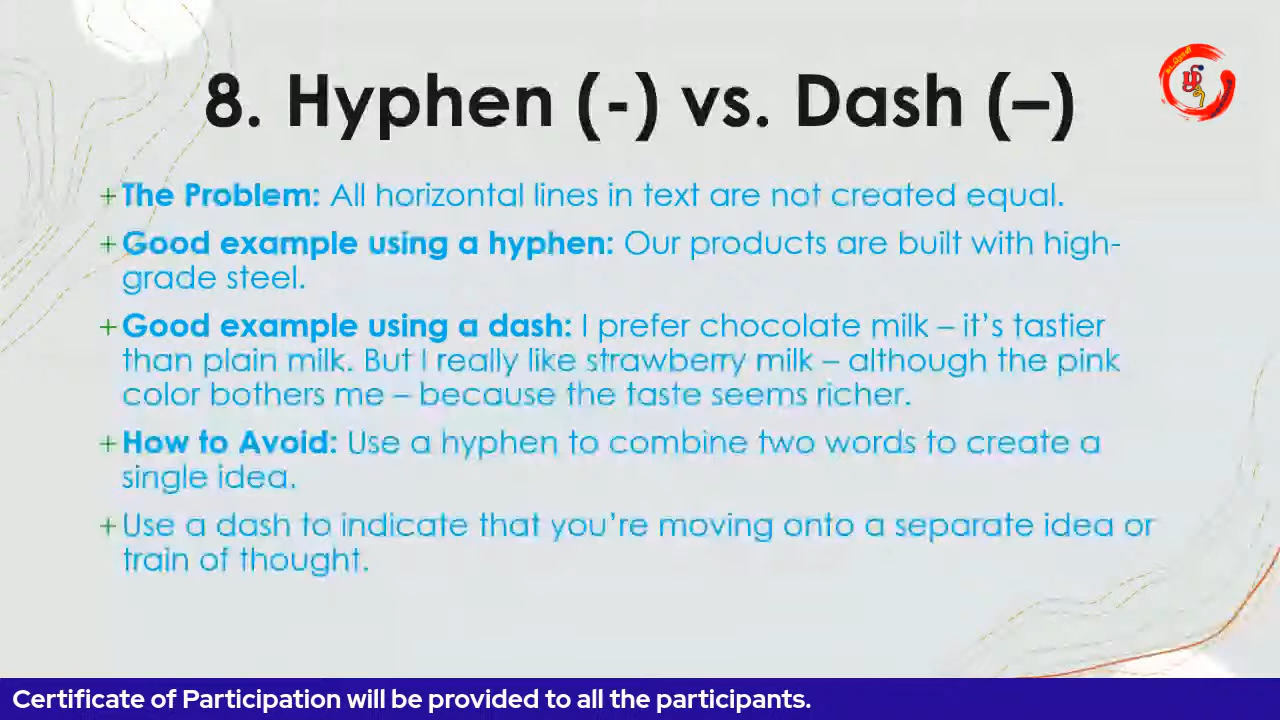 8. Hyphen (-) vs. Dash (–)
+ The Problem: All horizontal lines in text are not created equal.
+ Good example using a hyphen: Our products are built with high-
grade steel.
+ Good example using a dash: I prefer chocolate milk – it’s tastier
than plain milk. But I really like strawberry milk – although the pink
color bothers me – because the taste seems richer.
+ How to Avoid: Use a hyphen to combine two words to create a
single idea.
+ Use a dash to indicate that you’re moving onto a separate idea or
train of thought.
Certificate of Participation will be provided to all the participants.